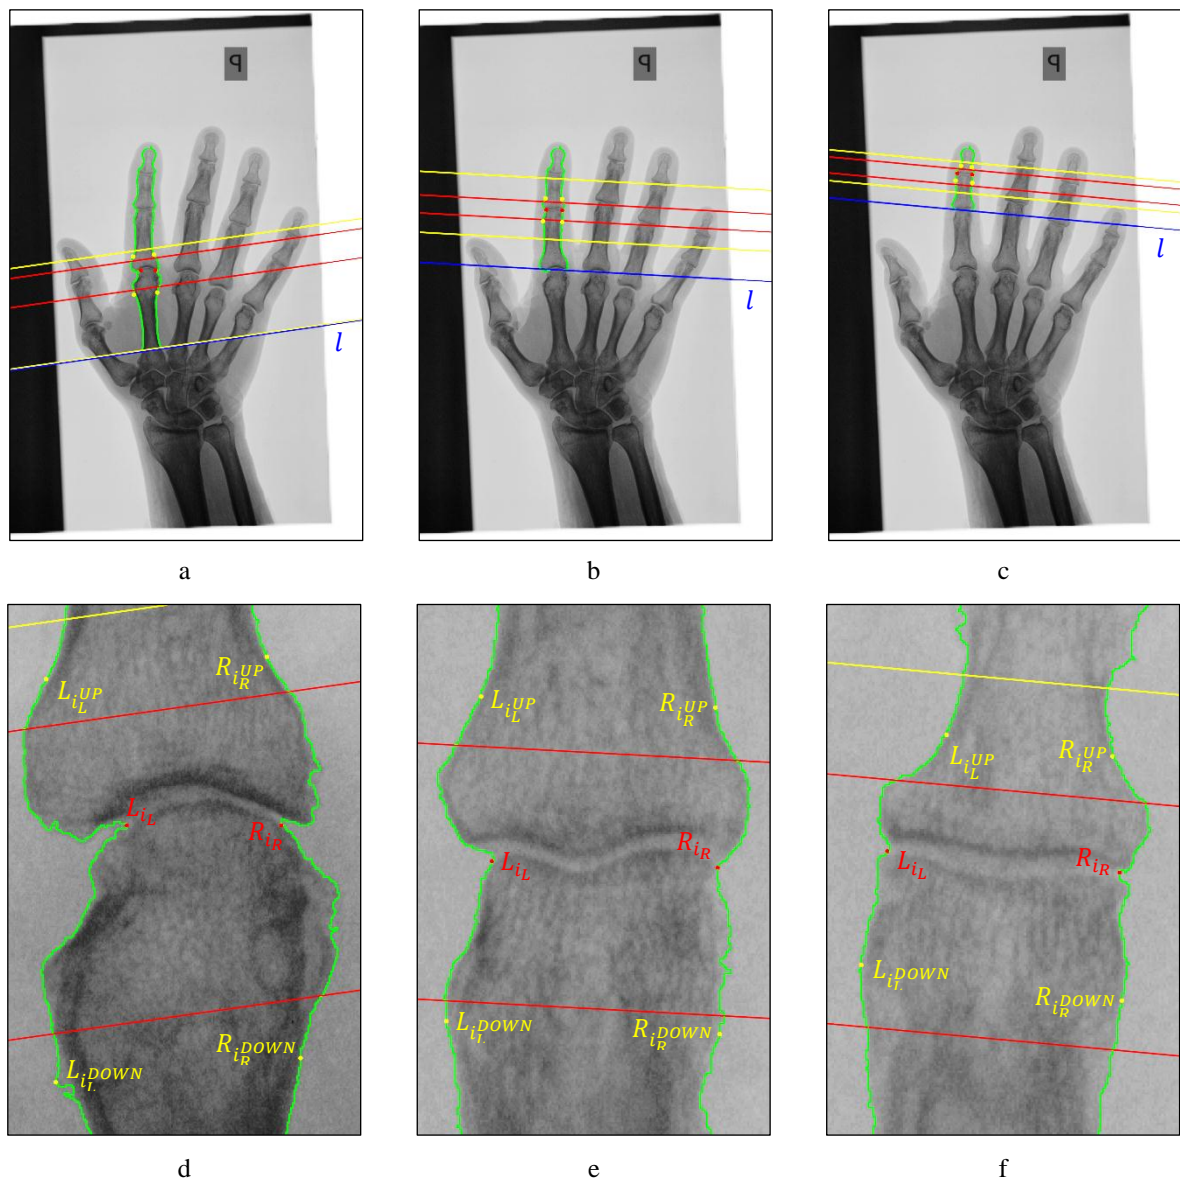 ꟼ ꟼ ꟼ
l l l
a b c
L_{i_L^{UP}} R_{i_R^{UP}} L_{i_L^{UP}} R_{i_R^{UP}} L_{i_L^{UP}} R_{i_R^{UP}}
L_{i_L} R_{i_R} L_{i_L} R_{i_R} L_{i_L} R_{i_R}
L_{i_L^{DOWN}} R_{i_R^{DOWN}} L_{i_L^{DOWN}} R_{i_R^{DOWN}} L_{i_L^{DOWN}} R_{i_R^{DOWN}}
d e f